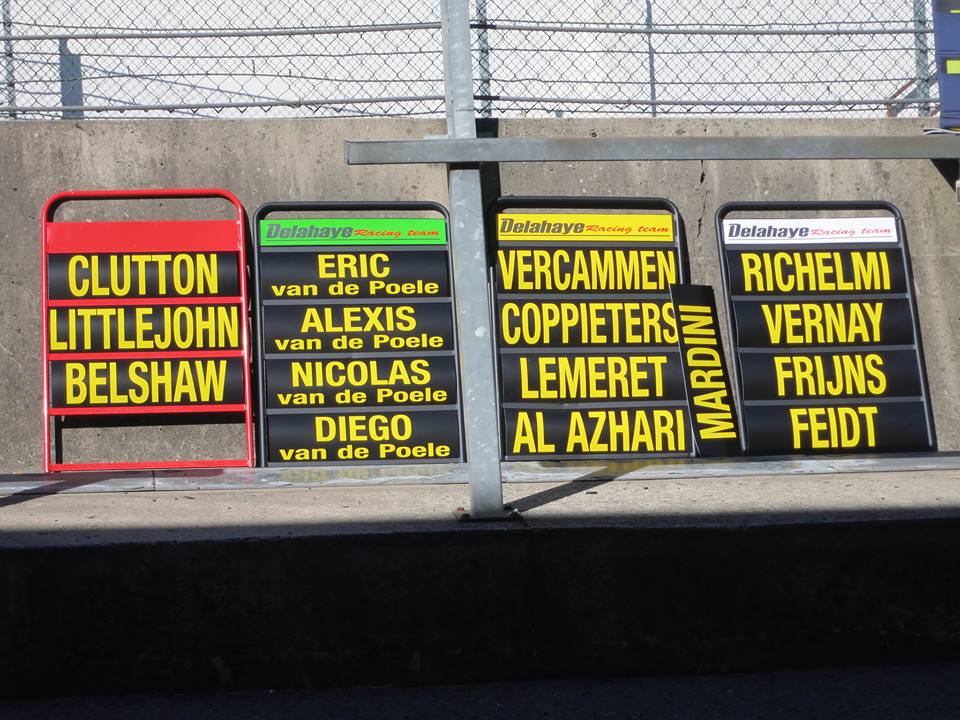 CLUTTON
LITTLEJOHN
BELSHAW
Delahaye Racing team
ERIC
van de Poele
ALEXIS
van de Poele
NICOLAS
van de Poele
DIEGO
van de Poele
Delahaye Racing team
VERCAMMEN
COPPIETERS
LEMERET
AL AZHARI
MARDINI
Delahaye Racing team
RICHELMI
VERNAY
FRIJNS
FEIDT